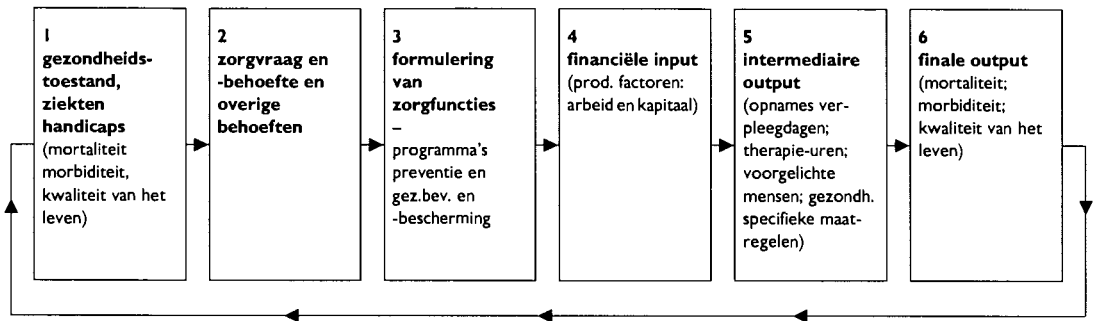 1
gezondheids-
toestand,
ziekten
handicaps
(mortaliteit
morbiditeit,
kwaliteit van het
leven)
2
zorgvraag en
-behoefte en
overige
behoeften
3
formulering
van
zorgfuncties
–
programma's
preventie en
gez.bev. en
-bescherming
4
financiële input
(prod. factoren:
arbeid en kapitaal)
5
intermediaire
output
(opnames ver-
pleegdagen;
therapie-uren;
voorgelichte
mensen; gezondh.
specifieke maat-
regelen)
6
finale output
(mortaliteit;
morbiditeit;
kwaliteit van het
leven)